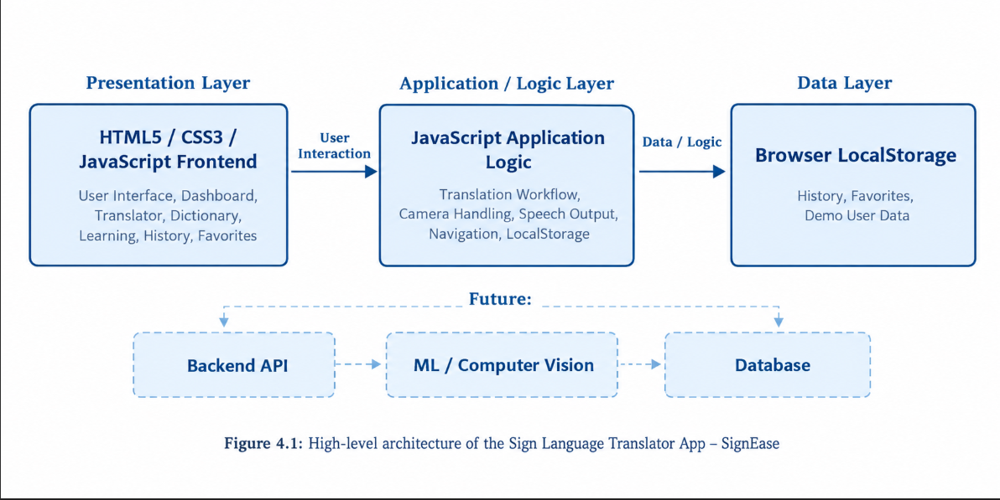 Presentation Layer
Application / Logic Layer
Data Layer
HTML5 / CSS3 /
JavaScript Frontend
User Interface, Dashboard,
Translator, Dictionary,
Learning, History, Favorites
User
Interaction
JavaScript Application
Logic
Translation Workflow,
Camera Handling, Speech Output,
Navigation, LocalStorage
Data / Logic
Browser LocalStorage
History, Favorites,
Demo User Data
Future:
Backend API
ML / Computer Vision
Database
Figure 4.1: High-level architecture of the Sign Language Translator App – SignEase